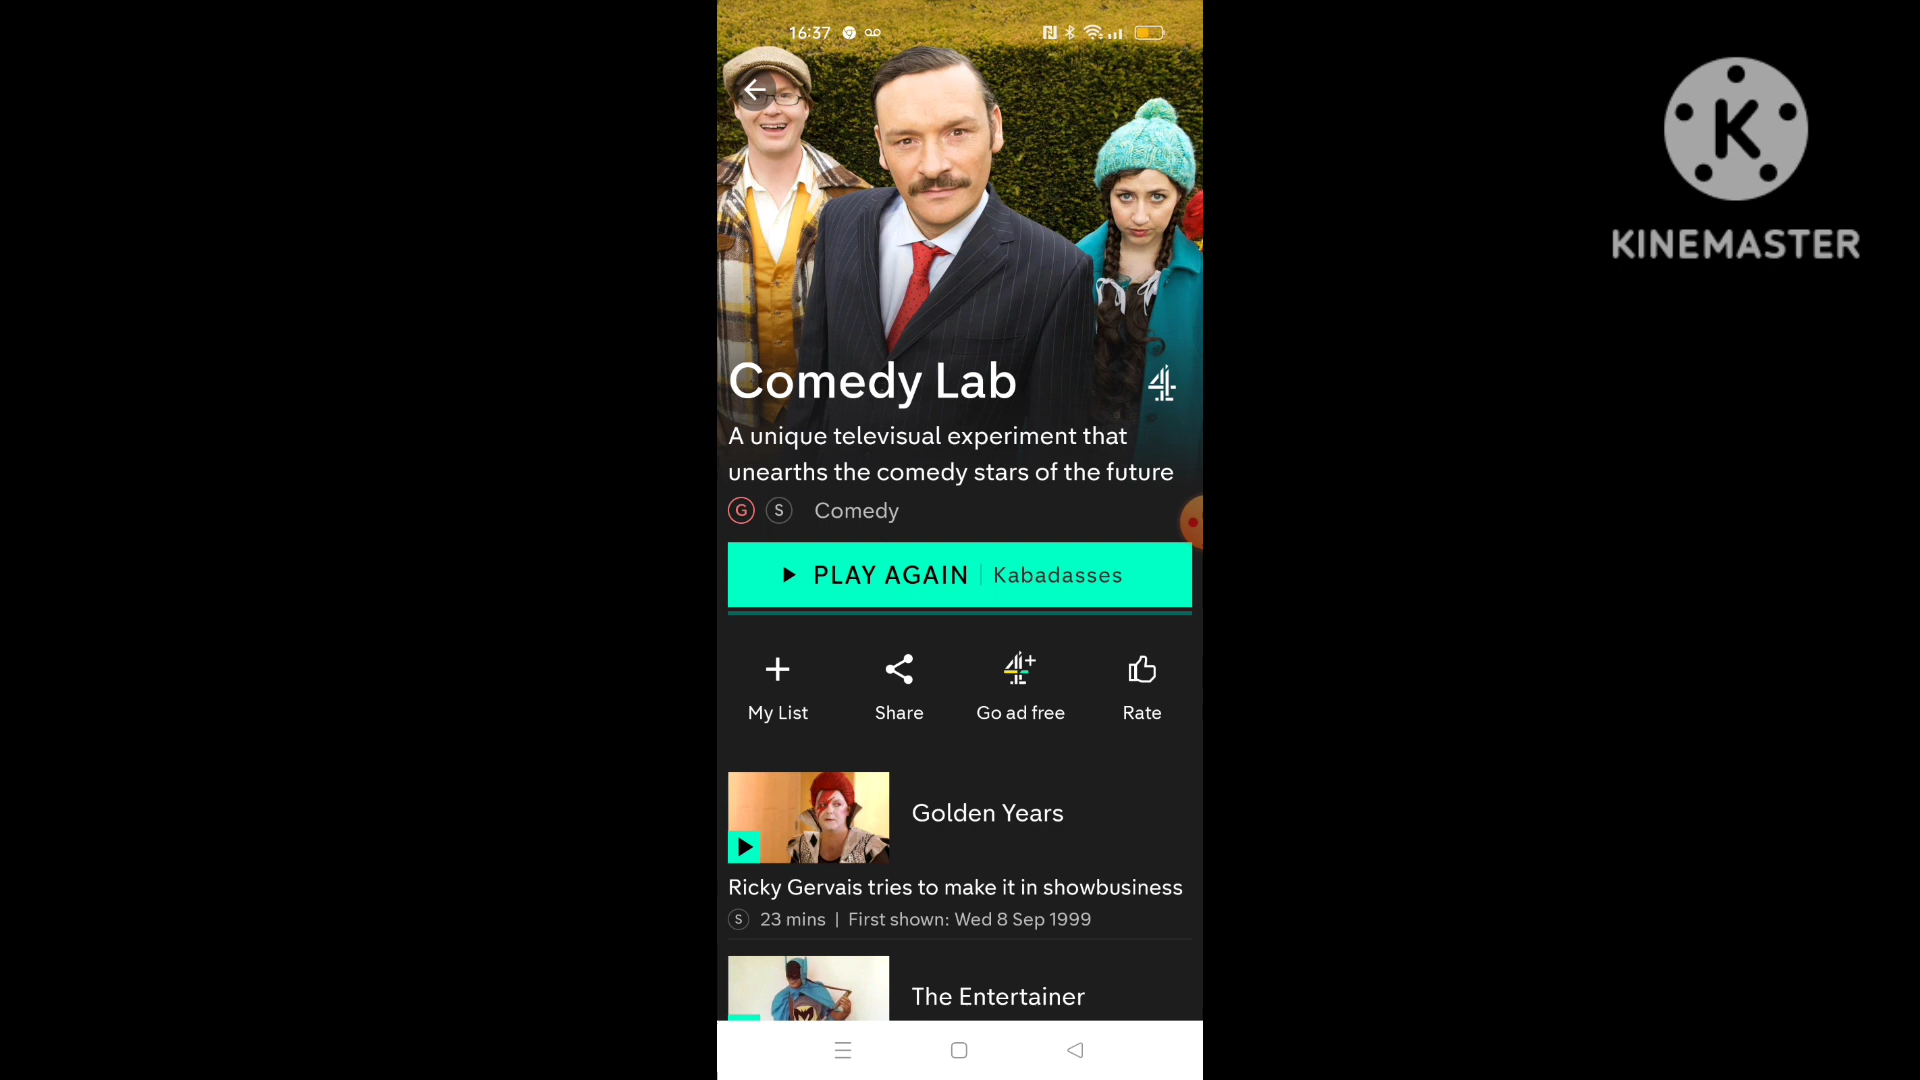 16:37
KINEMASTER
Comedy Lab
A unique televisual experiment that
unearths the comedy stars of the future
G S Comedy
PLAY AGAIN | Kabadasses
My List Share Go ad free Rate
Golden Years
Ricky Gervais tries to make it in showbusiness
S 23 mins | First shown: Wed 8 Sep 1999
The Entertainer